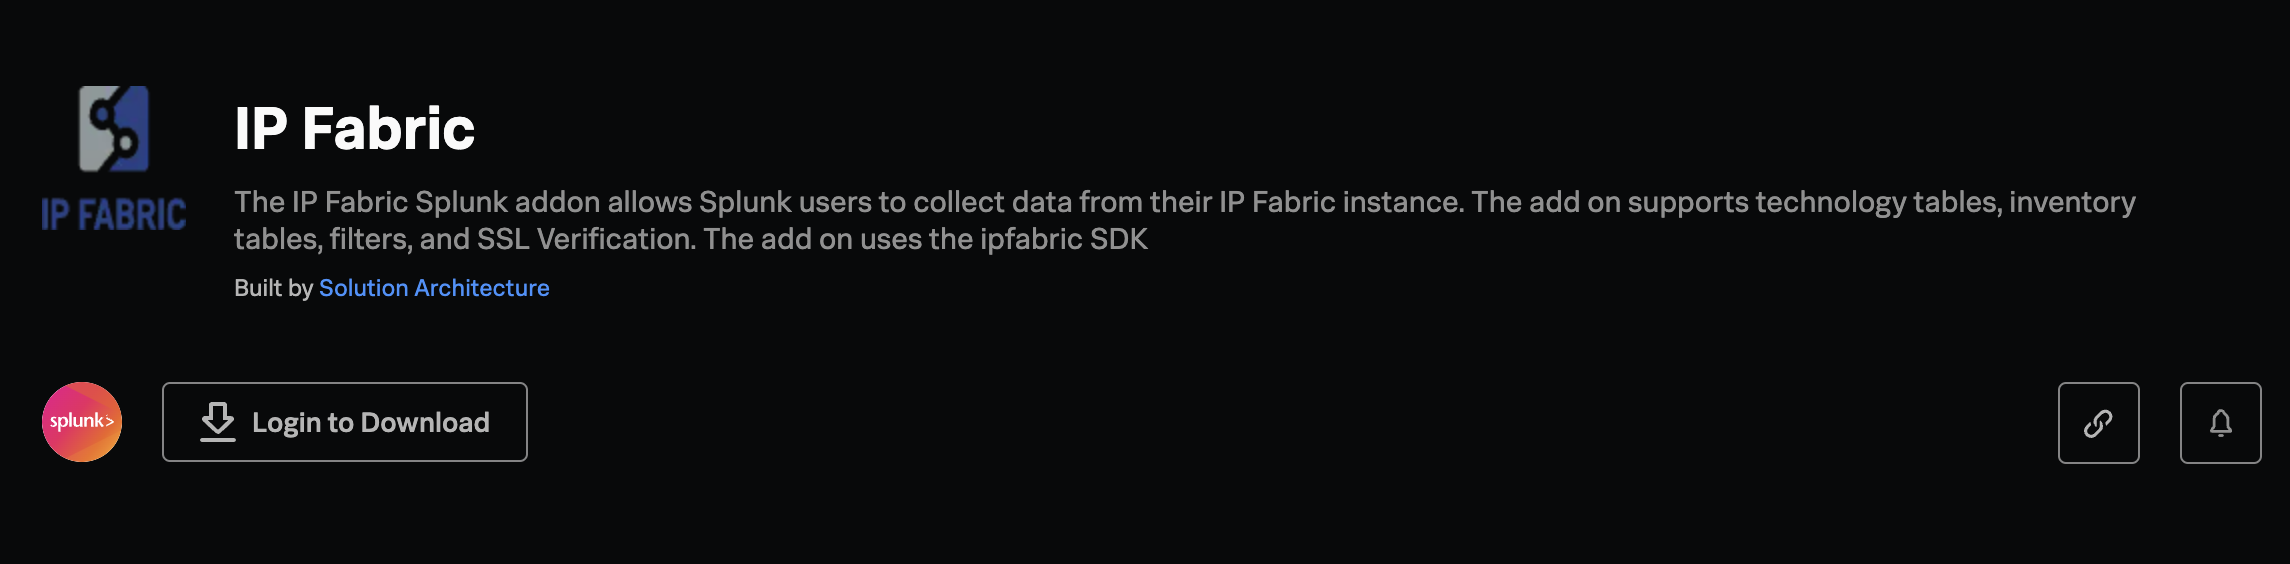 IP FABRIC
IP Fabric
The IP Fabric Splunk addon allows Splunk users to collect data from their IP Fabric instance. The add on supports technology tables, inventory
tables, filters, and SSL Verification. The add on uses the ipfabric SDK
Built by Solution Architecture
splunk>
Login to Download